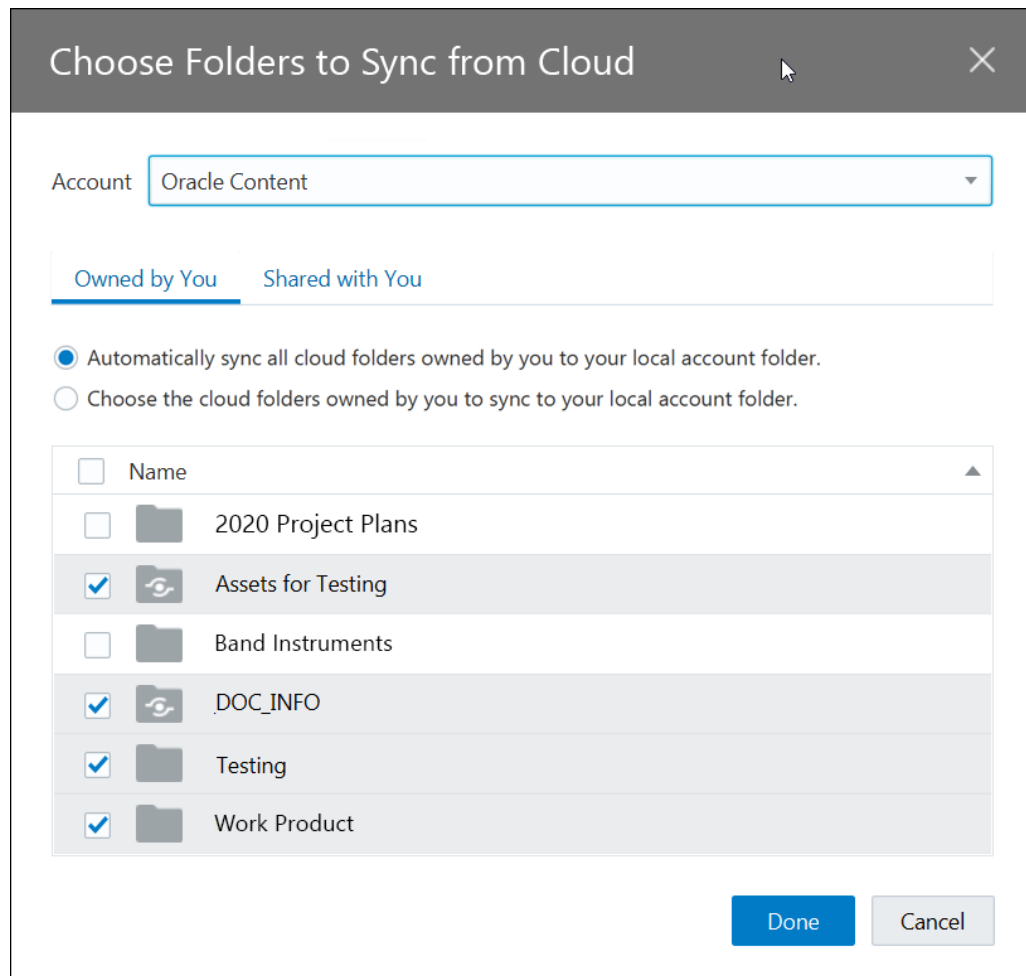 Choose Folders to Sync from Cloud
Account Oracle Content
Owned by You Shared with You
Automatically sync all cloud folders owned by you to your local account folder.
Choose the cloud folders owned by you to sync to your local account folder.
Name
2020 Project Plans
Assets for Testing
Band Instruments
DOC_INFO
Testing
Work Product
Done Cancel